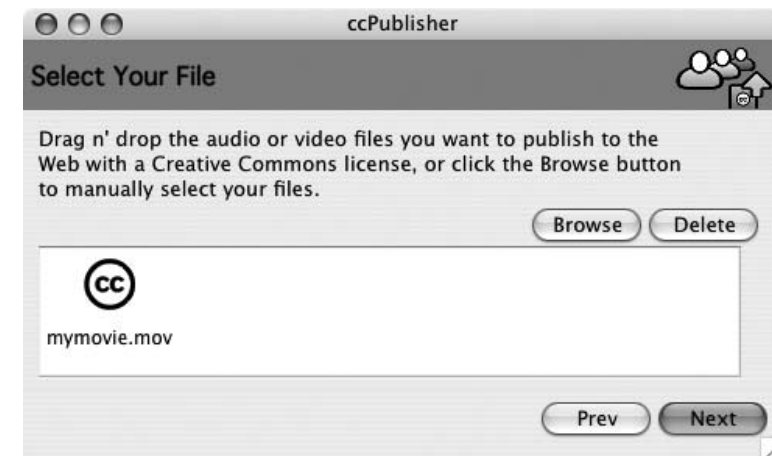 ccPublisher
Select Your File
cc
Drag n' drop the audio or video files you want to publish to the
Web with a Creative Commons license, or click the Browse button
to manually select your files.
Browse Delete
cc
mymovie.mov
Prev Next